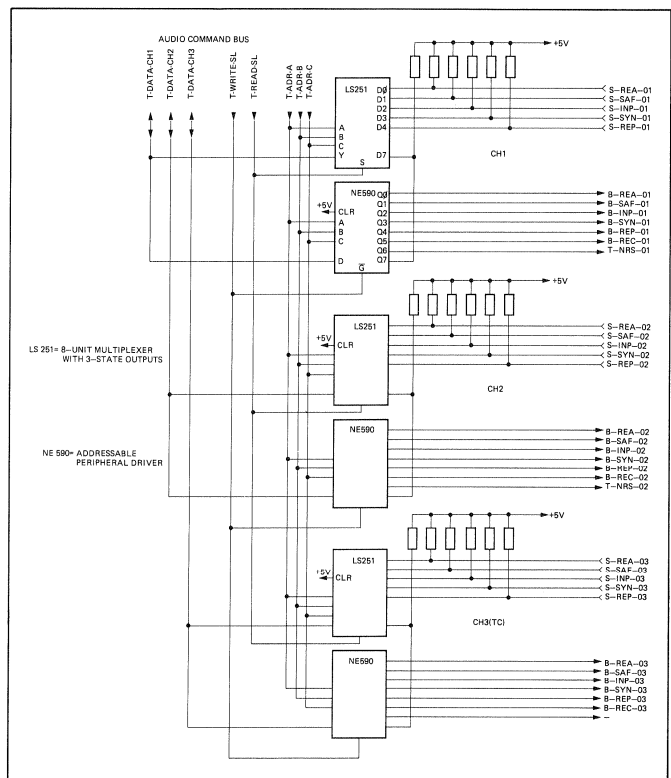 AUDIO COMMAND BUS
T-DATA-CH1
T-DATA-CH2
T-DATA-CH3
T-WRITE-SL
T-READ-SL
T-ADR-A
T-ADR-B
T-ADR-C
+5V
LS251
D0
D1
D2
D3
D4
A
B
C
Y
D7
S
S-REA-01
S-SAF-01
S-INP-01
S-SYN-01
S-REP-01
CH1
NE590
+5V
CLR
A
B
C
D
G
Q0
Q1
Q2
Q3
Q4
Q5
Q6
Q7
B-REA-01
B-SAF-01
B-INP-01
B-SYN-01
B-REP-01
B-REC-01
T-NRS-01
+5V
LS251
+5V
CLR
S-REA-02
S-SAF-02
S-INP-02
S-SYN-02
S-REP-02
CH2
LS 251= 8-UNIT MULTIPLEXER
WITH 3-STATE OUTPUTS
NE590
B-REA-02
B-SAF-02
B-INP-02
B-SYN-02
B-REP-02
B-REC-02
T-NRS-02
NE 590= ADDRESSABLE
PERIPHERAL DRIVER
+5V
LS251
+5V
CLR
S-REA-03
S-SAF-03
S-INP-03
S-SYN-03
S-REP-03
CH3(TC)
NE590
B-REA-03
B-SAF-03
B-INP-03
B-SYN-03
B-REP-03
B-REC-03
-